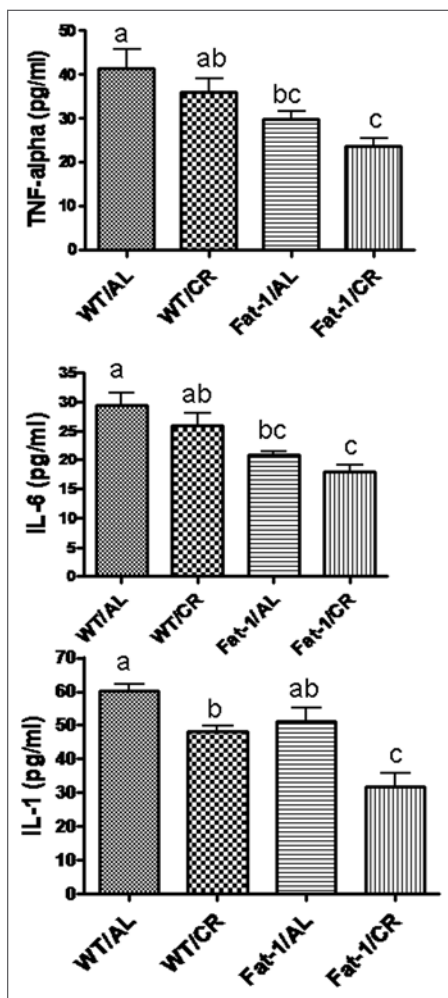 TNF-alpha (pg/ml)
50
40
30
20
10
0
a
ab
bc
c
WT/AL
WT/CR
Fat-1/AL
Fat-1/CR
IL-6 (pg/ml)
35
30
25
20
15
10
5
0
a
ab
bc
c
WT/AL
WT/CR
Fat-1/AL
Fat-1/CR
IL-1 (pg/ml)
70
60
50
40
30
20
10
0
a
b
ab
c
WT/AL
WT/CR
Fat-1/AL
Fat-1/CR